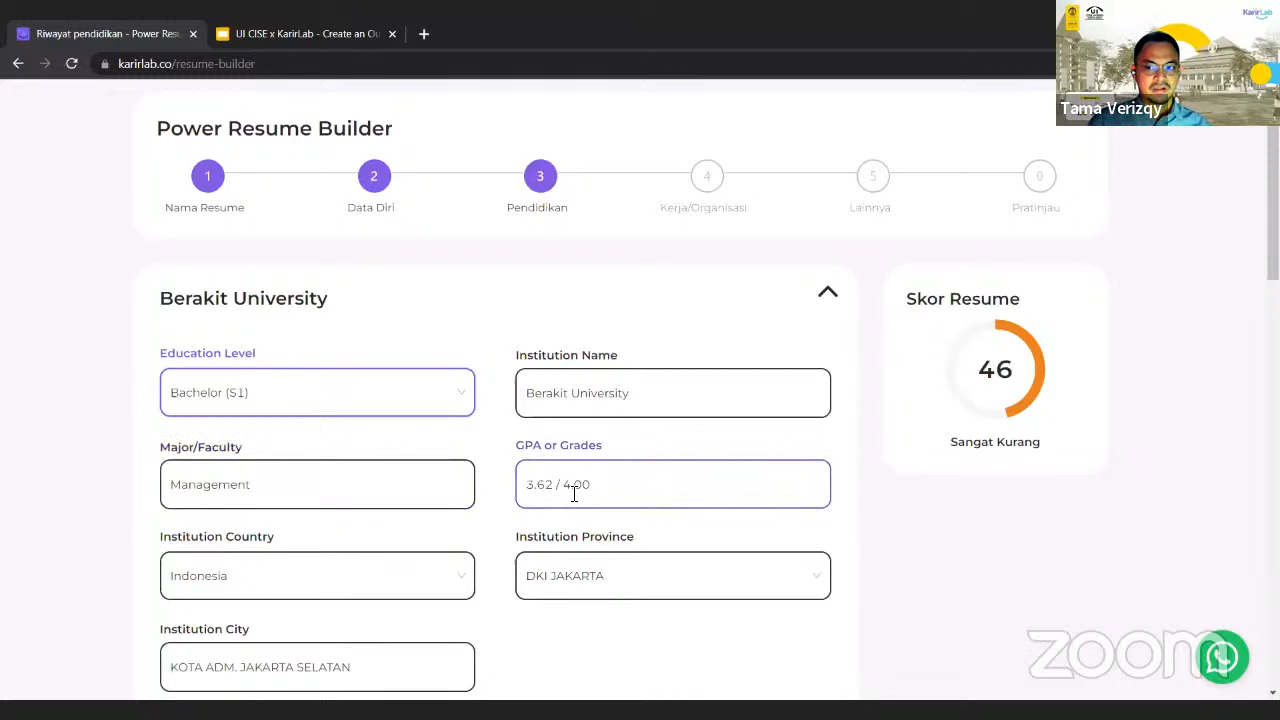 Riwayat pendidikan - Power Resu
UI CISE x KarirLab - Create an Ou
karirlab.co/resume-builder
KarirLab
Tama Verizqy
Power Resume Builder
1
2
3
4
5
0
Nama Resume
Data Diri
Pendidikan
Kerja/Organisasi
Lainnya
Pratinjau
Berakit University
Skor Resume
46
Sangat Kurang
Education Level
Bachelor (S1)
Institution Name
Berakit University
Major/Faculty
Management
GPA or Grades
3.62 / 4.00
Institution Country
Indonesia
Institution Province
DKI JAKARTA
Institution City
KOTA ADM. JAKARTA SELATAN
zoom